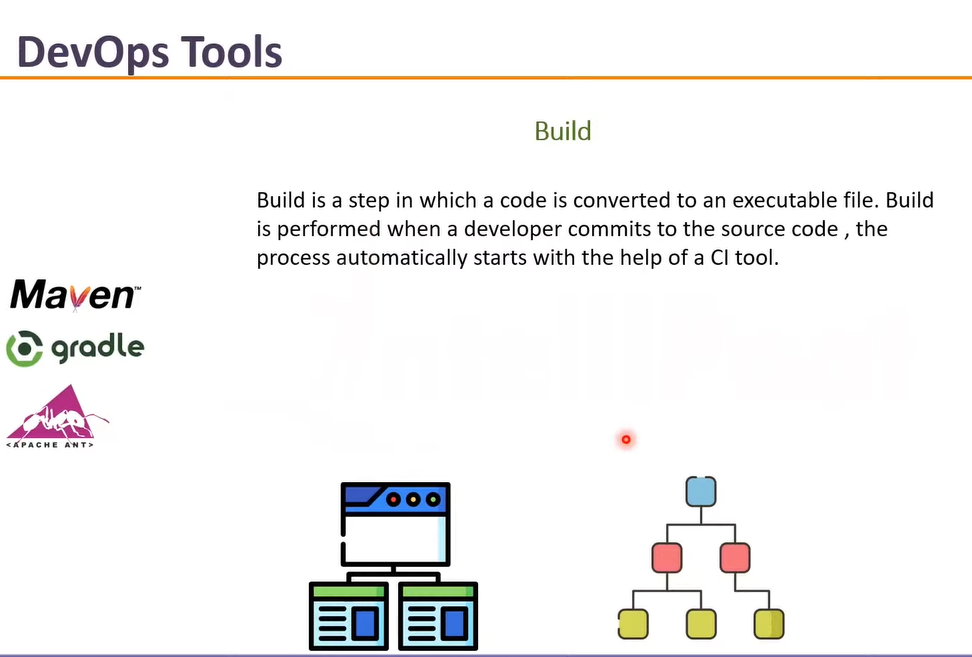 DevOps Tools
Build
Build is a step in which a code is converted to an executable file. Build
is performed when a developer commits to the source code , the
process automatically starts with the help of a CI tool.
Maven™
gradle
<APACHE ANT>